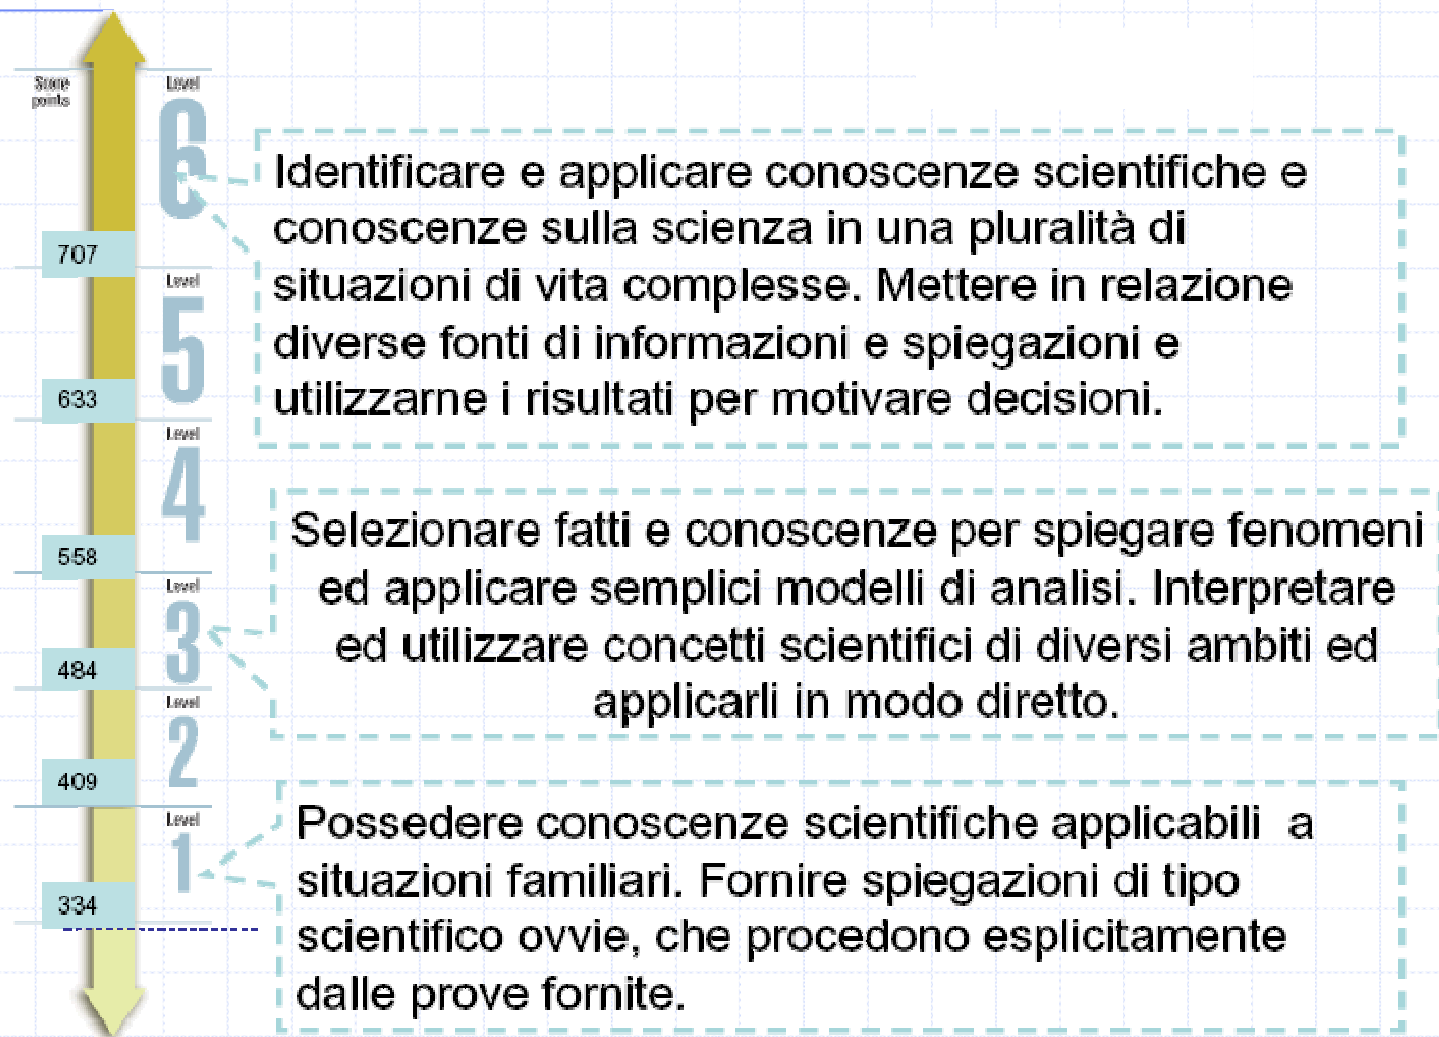 Score
points
Level
6
Identificare e applicare conoscenze scientifiche e
conoscenze sulla scienza in una pluralità di
situazioni di vita complesse. Mettere in relazione
diverse fonti di informazioni e spiegazioni e
utilizzarne i risultati per motivare decisioni.
707
Level
5
633
Level
4
558
Selezionare fatti e conoscenze per spiegare fenomeni
ed applicare semplici modelli di analisi. Interpretare
ed utilizzare concetti scientifici di diversi ambiti ed
applicarli in modo diretto.
Level
3
484
Level
2
409
Level
1
Possedere conoscenze scientifiche applicabili a
situazioni familiari. Fornire spiegazioni di tipo
scientifico ovvie, che procedono esplicitamente
dalle prove fornite.
334